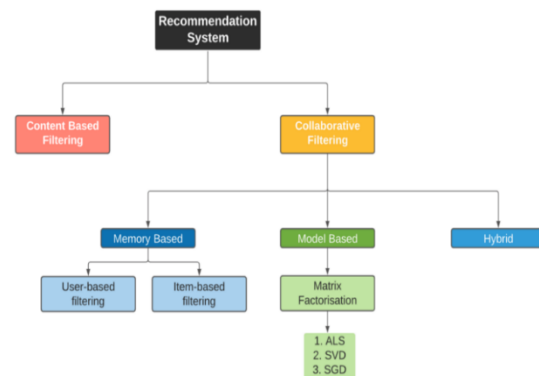 Recommendation
System
Content Based
Filtering
Collaborative
Filtering
Memory Based
Model Based
Hybrid
User-based
filtering
Item-based
filtering
Matrix
Factorisation
1. ALS
2. SVD
3. SGD